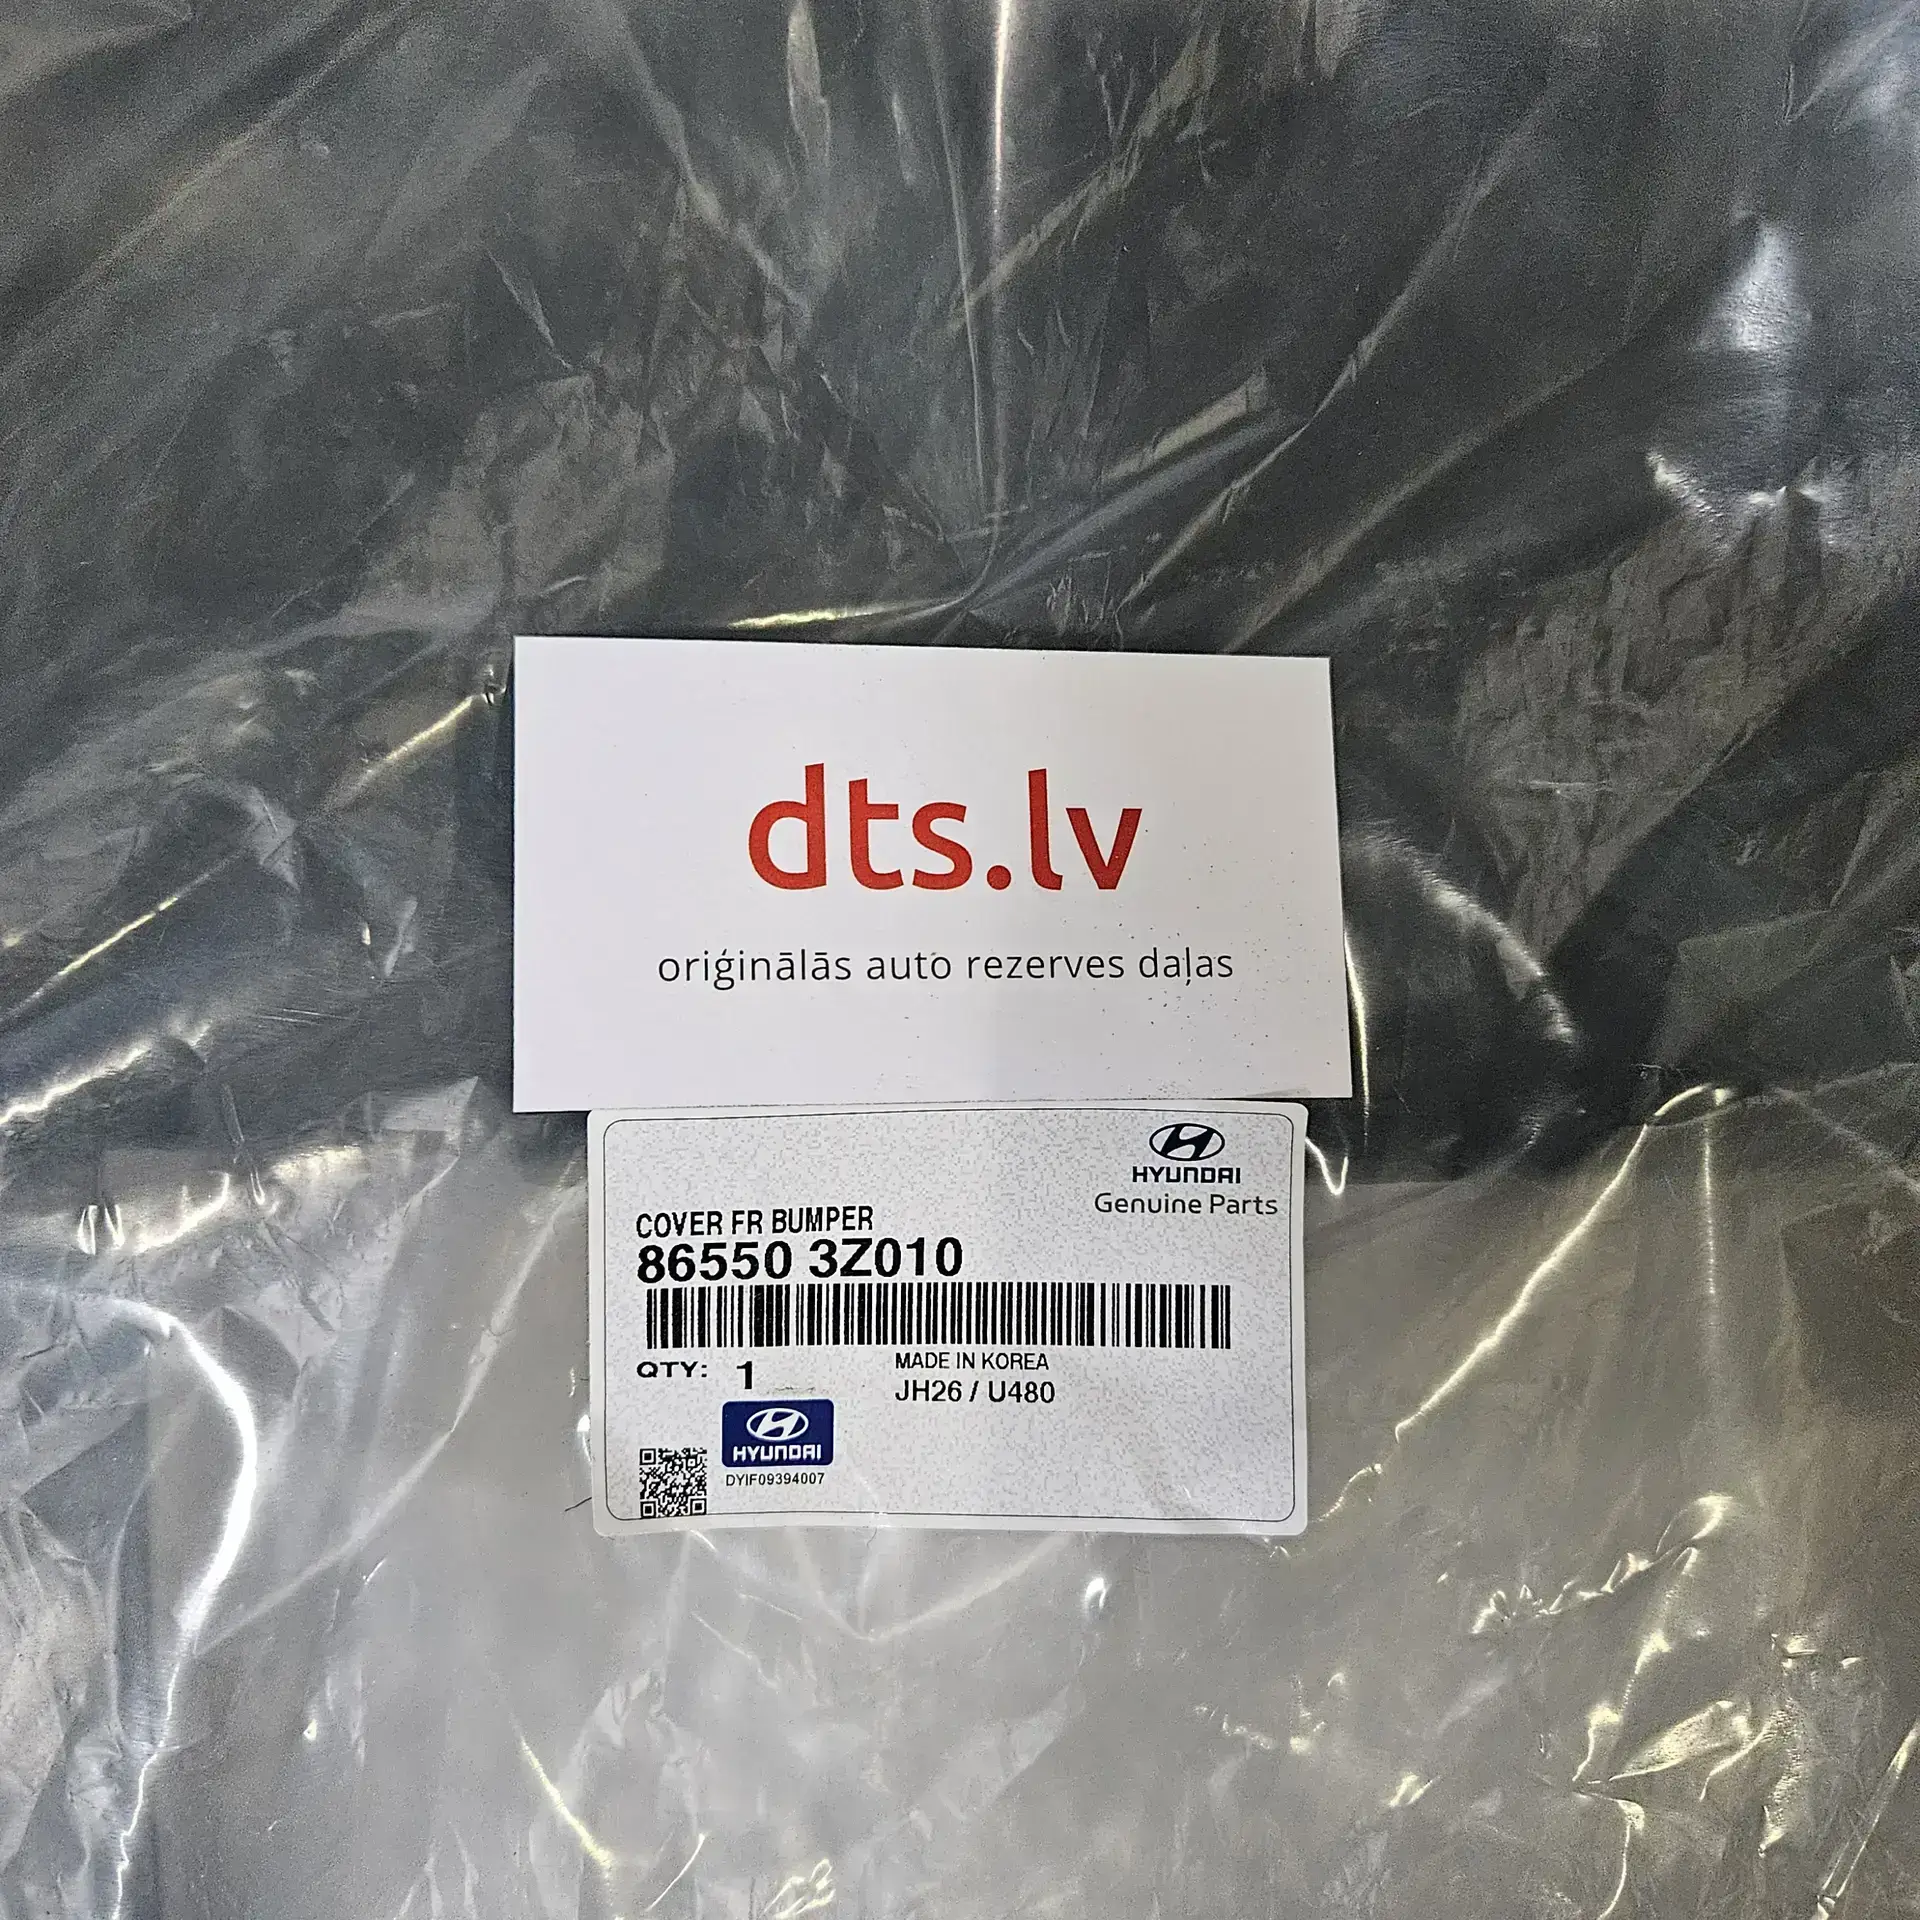 dts.lv
oriģinālās auto rezerves daļas
HYUNDAI
Genuine Parts
COVER FR BUMPER
86550 3Z010
QTY: 1
MADE IN KOREA
JH26 / U480
HYUNDAI
DYIF09394007